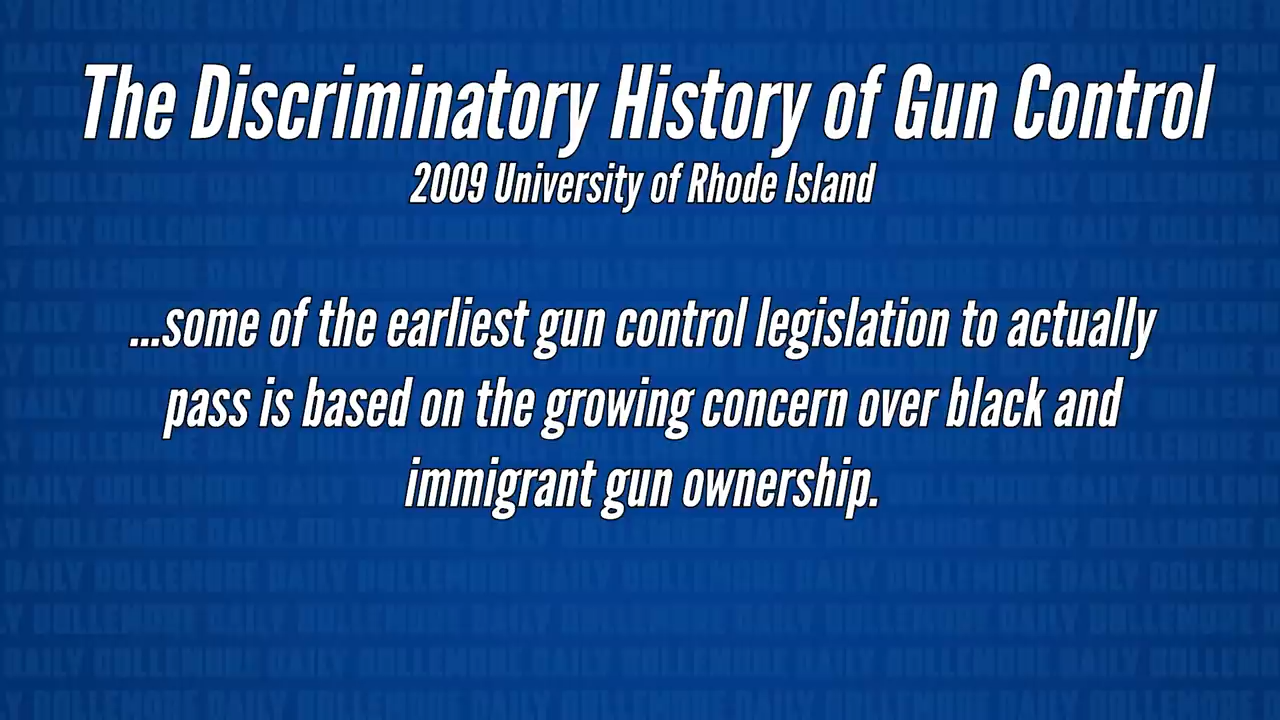 The Discriminatory History of Gun Control
2009 University of Rhode Island
...some of the earliest gun control legislation to actually
pass is based on the growing concern over black and
immigrant gun ownership.